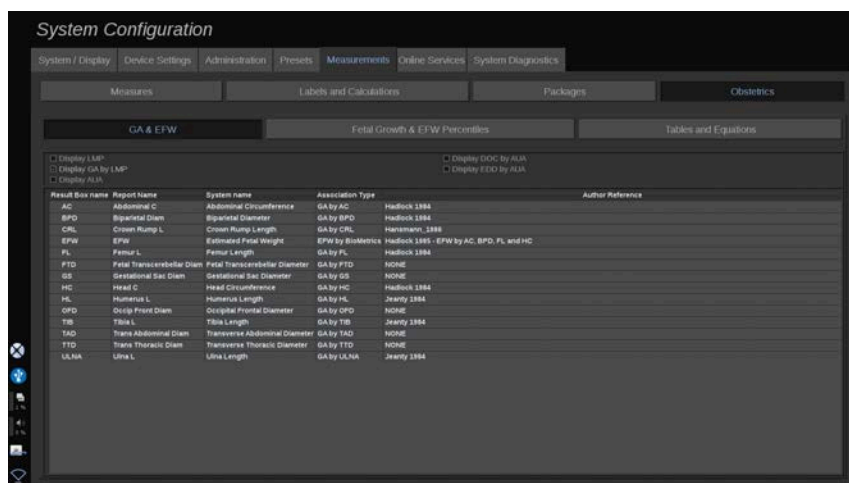 System Configuration
System / Display Device Settings Administration Presets Measurements Online Services System Diagnostics
Measures Labels and Calculations Packages Obstetrics
GA & EFW Fetal Growth & EFW Percentiles Tables and Equations
Display LMP Display DOC by AUA
Display GA by LMP Display EDD by AUA
Display AUA
Result Box name Report Name System name Association Type Author Reference
AC Abdominal C Abdominal Circumference GA by AC Hadlock 1984
BPD Biparietal Diam Biparietal Diameter GA by BPD Hadlock 1984
CRL Crown Rump L Crown Rump Length GA by CRL Hansmann_1986
EFW EFW Estimated Fetal Weight EFW by BioMetrics Hadlock 1985 - EFW by AC, BPD, FL and HC
FL Femur L Femur Length GA by FL Hadlock 1984
FTD Fetal Transcerebellar Diam Fetal Transcerebellar Diameter GA by FTD NONE
GS Gestational Sac Diam Gestational Sac Diameter GA by GS NONE
HC Head C Head Circumference GA by HC Hadlock 1984
HL Humerus L Humerus Length GA by HL Jeanty 1984
OFD Occip Front Diam Occipital Frontal Diameter GA by OFD NONE
TIB Tibia L Tibia Length GA by TIB Jeanty 1984
TAD Trans Abdominal Diam Transverse Abdominal Diameter GA by TAD NONE
TTD Trans Thoracic Diam Transverse Thoracic Diameter GA by TTD NONE
ULNA Ulna L Ulna Length GA by ULNA Jeanty 1984